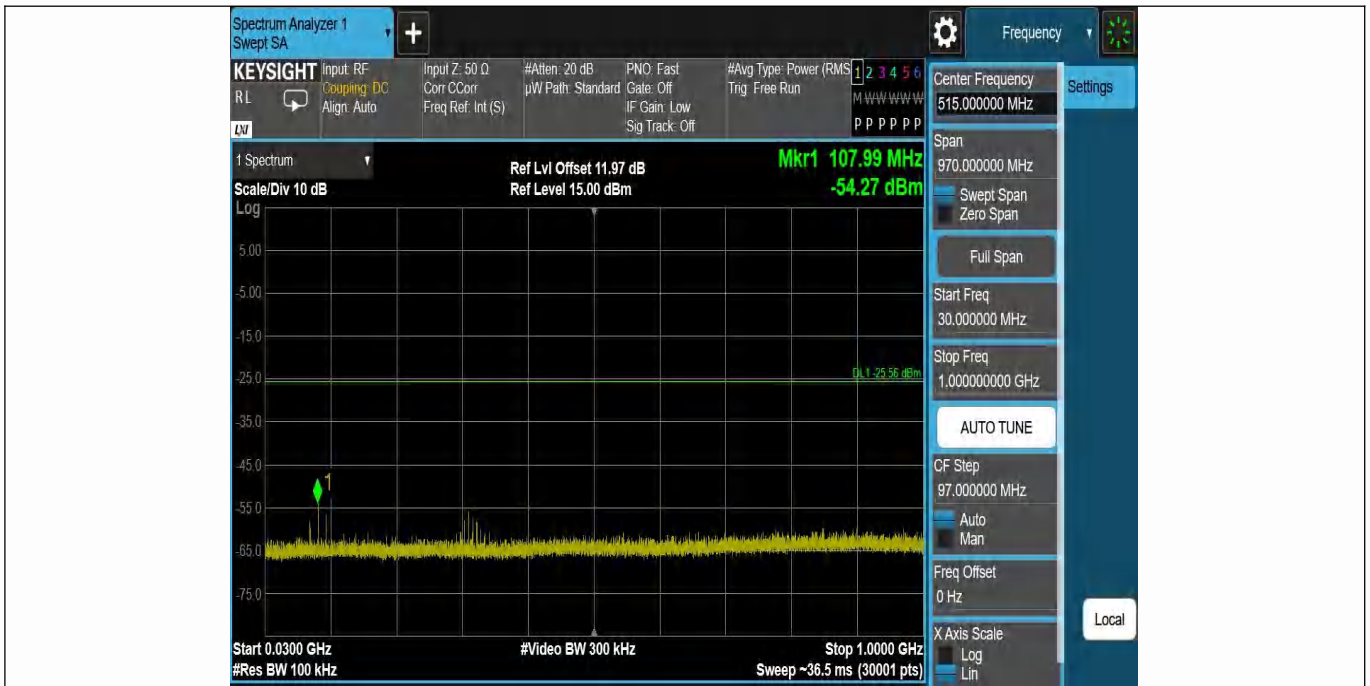 Spectrum Analyzer 1
Swept SA
+
Frequency
KEYSIGHT
R L
LXI
Input: RF
Coupling: DC
Align: Auto
Input Z: 50 Ω
Corr CCorr
Freq Ref: Int (S)
#Atten: 20 dB
µW Path: Standard
PNO: Fast
Gate: Off
IF Gain: Low
Sig Track: Off
#Avg Type: Power (RMS
Trig: Free Run
1 2 3 4 5 6
M W W W W W
P P P P P P
1 Spectrum
Scale/Div 10 dB
Log
Ref Lvl Offset 11.97 dB
Ref Level 15.00 dBm
Mkr1 107.99 MHz
-54.27 dBm
5.00
-5.00
-15.0
-25.0
DL1 -25.56 dBm
-35.0
-45.0
1
-55.0
-65.0
-75.0
Start 0.0300 GHz
#Video BW 300 kHz
Stop 1.0000 GHz
#Res BW 100 kHz
Sweep ~36.5 ms (30001 pts)
Center Frequency
515.000000 MHz
Settings
Span
970.000000 MHz
Swept Span
Zero Span
Full Span
Start Freq
30.000000 MHz
Stop Freq
1.000000000 GHz
AUTO TUNE
CF Step
97.000000 MHz
Auto
Man
Freq Offset
0 Hz
Local
X Axis Scale
Log
Lin